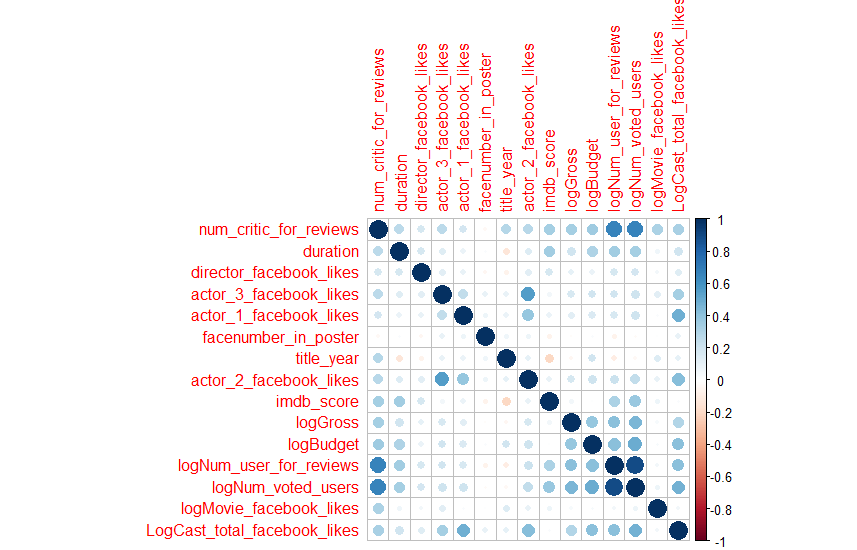 num_critic_for_reviews
duration
director_facebook_likes
actor_3_facebook_likes
actor_1_facebook_likes
facenumber_in_poster
title_year
actor_2_facebook_likes
imdb_score
logGross
logBudget
logNum_user_for_reviews
logNum_voted_users
logMovie_facebook_likes
LogCast_total_facebook_likes
num_critic_for_reviews
duration
director_facebook_likes
actor_3_facebook_likes
actor_1_facebook_likes
facenumber_in_poster
title_year
actor_2_facebook_likes
imdb_score
logGross
logBudget
logNum_user_for_reviews
logNum_voted_users
logMovie_facebook_likes
LogCast_total_facebook_likes
1
0.8
0.6
0.4
0.2
0
-0.2
-0.4
-0.6
-0.8
-1